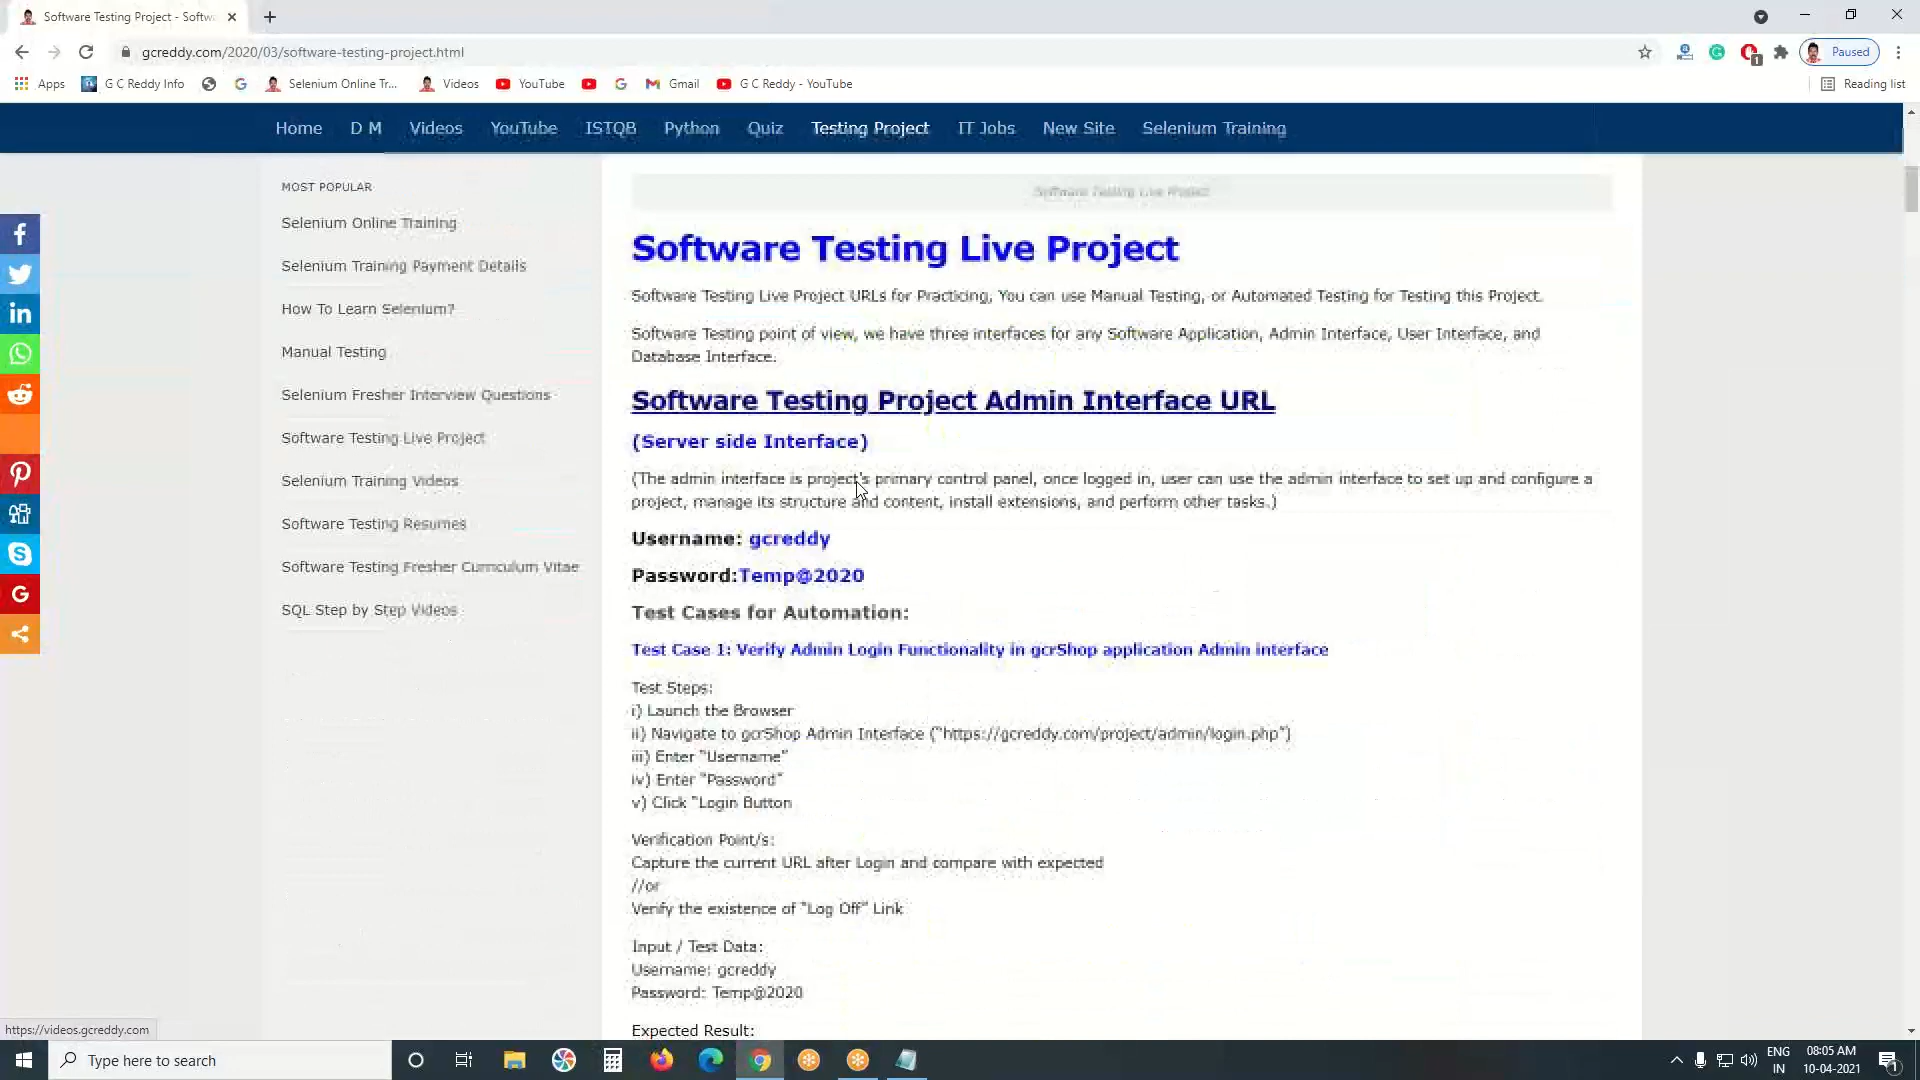 Software Testing Project - Softw
gcreddy.com/2020/03/software-testing-project.html
Paused
Apps
G C Reddy Info
Selenium Online Tr...
Videos
YouTube
Gmail
G C Reddy - YouTube
Reading list
Home
D M
Videos
YouTube
ISTQB
Python
Quiz
Testing Project
IT Jobs
New Site
Selenium Training
MOST POPULAR
Selenium Online Training
Selenium Training Payment Details
How To Learn Selenium?
Manual Testing
Selenium Fresher Interview Questions
Software Testing Live Project
Selenium Training Videos
Software Testing Resumes
Software Testing Fresher Curriculum Vitae
SQL Step by Step Videos
Software Testing Live Project
Software Testing Live Project
Software Testing Live Project URLs for Practicing, You can use Manual Testing, or Automated Testing for Testing this Project.
Software Testing point of view, we have three interfaces for any Software Application, Admin Interface, User Interface, and
Database Interface.
Software Testing Project Admin Interface URL
(Server side Interface)
(The admin interface is project's primary control panel, once logged in, user can use the admin interface to set up and configure a
project, manage its structure and content, install extensions, and perform other tasks.)
Username: gcreddy
Password:Temp@2020
Test Cases for Automation:
Test Case 1: Verify Admin Login Functionality in gcrShop application Admin interface
Test Steps:
i) Launch the Browser
ii) Navigate to gcrShop Admin Interface ("https://gcreddy.com/project/admin/login.php")
iii) Enter "Username"
iv) Enter "Password"
v) Click "Login Button
Verification Point/s:
Capture the current URL after Login and compare with expected
//or
Verify the existence of "Log Off" Link
Input / Test Data:
Username: gcreddy
Password: Temp@2020
Expected Result:
https://videos.gcreddy.com
Type here to search
ENG
IN
08:05 AM
10-04-2021